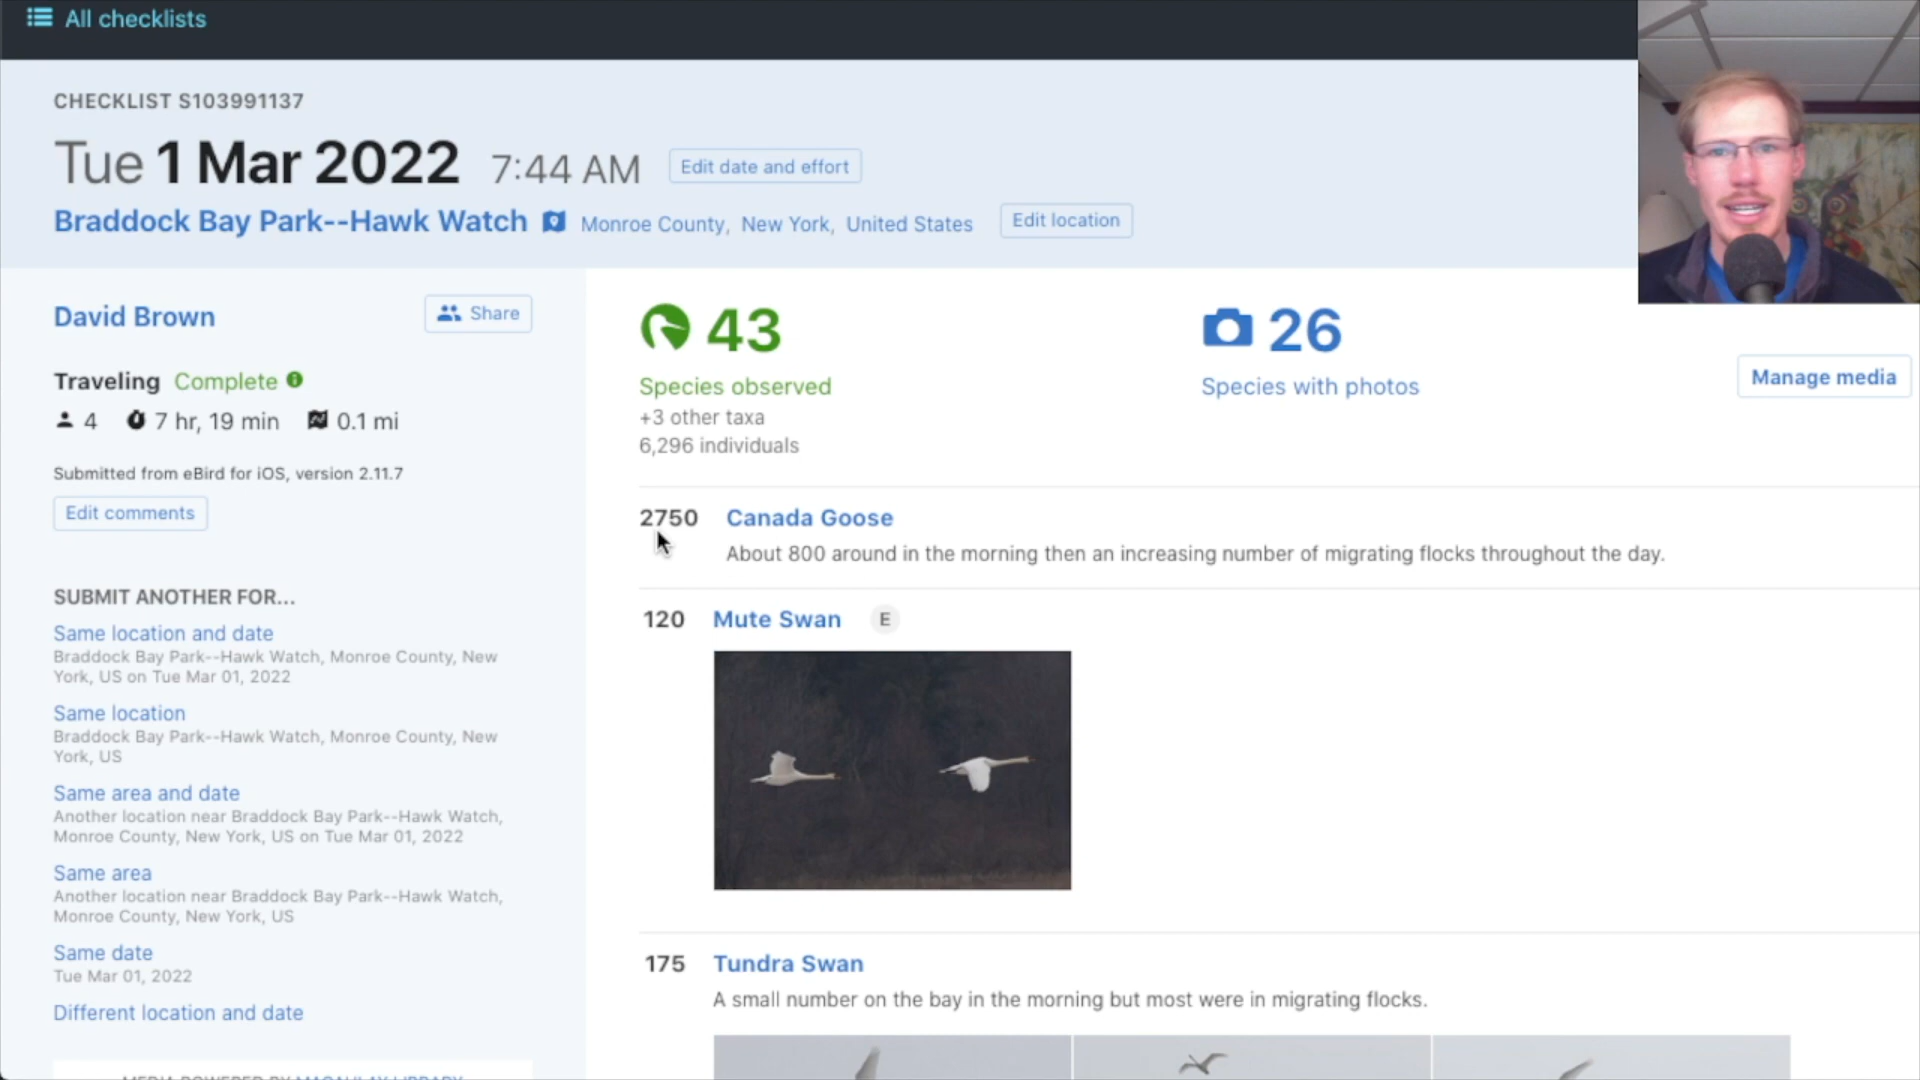 All checklists
CHECKLIST S103991137
Tue 1 Mar 2022 7:44 AM Edit date and effort
Braddock Bay Park--Hawk Watch Monroe County, New York, United States Edit location
David Brown Share
Traveling Complete
4 7 hr, 19 min 0.1 mi
Submitted from eBird for iOS, version 2.11.7
Edit comments
SUBMIT ANOTHER FOR...
Same location and date
Braddock Bay Park--Hawk Watch, Monroe County, New
York, US on Tue Mar 01, 2022
Same location
Braddock Bay Park--Hawk Watch, Monroe County, New
York, US
Same area and date
Another location near Braddock Bay Park--Hawk Watch,
Monroe County, New York, US on Tue Mar 01, 2022
Same area
Another location near Braddock Bay Park--Hawk Watch,
Monroe County, New York, US
Same date
Tue Mar 01, 2022
Different location and date
MEDIA POWERED BY MACAULAY LIBRARY
43
Species observed
+3 other taxa
6,296 individuals
26
Species with photos
Manage media
2750 Canada Goose
About 800 around in the morning then an increasing number of migrating flocks throughout the day.
120 Mute Swan E
175 Tundra Swan
A small number on the bay in the morning but most were in migrating flocks.